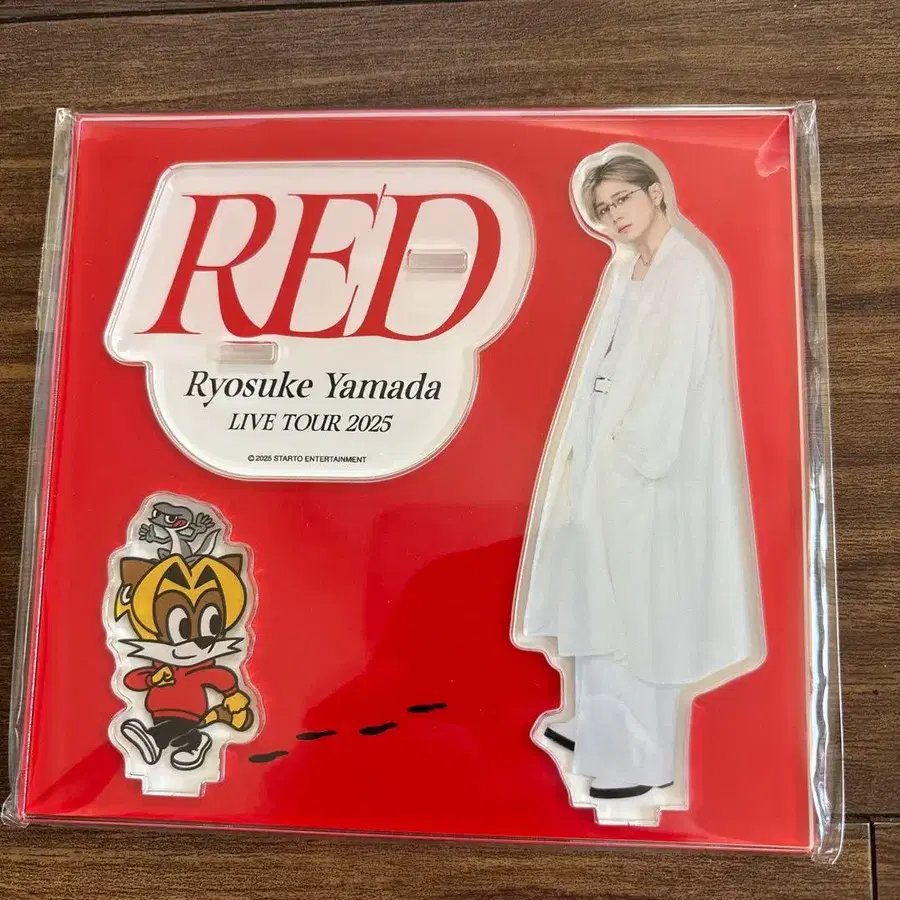 RED
Ryosuke Yamada
LIVE TOUR 2025
© 2025 STARTO ENTERTAINMENT